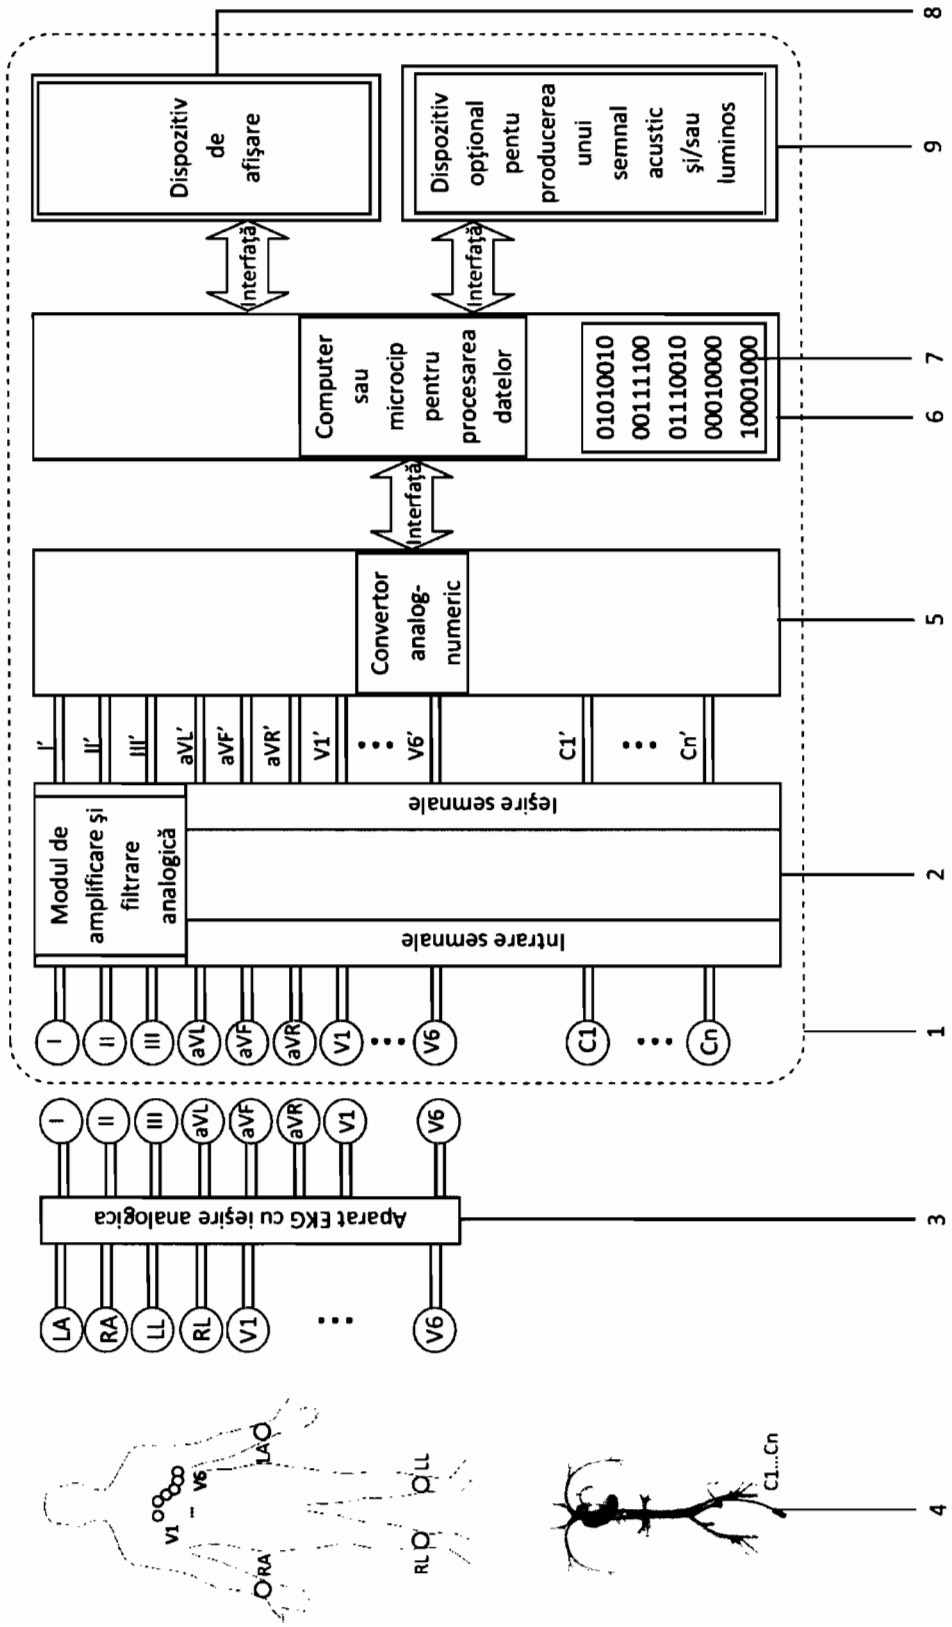 V1
...
V6
RA
LA
RL
LL
C1...Cn
4
LA
RA
LL
RL
V1
...
V6
Aparat EKG cu ieşire analogica
3
I
II
III
aVL
aVF
aVR
V1
V6
I
II
III
aVL
aVF
aVR
V1
...
V6
C1
...
Cn
1
Modul de
amplificare şi
filtrare
analogică
Intrare semnale
Ieşire semnale
2
I'
II'
III'
aVL'
aVF'
aVR'
V1'
...
V6'
C1'
...
Cn'
Convertor
analog-
numeric
5
Interfaţă
Computer
sau
microcip
pentru
procesarea
datelor
01010010
00111100
01110010
00010000
10001000
6
7
Interfaţă
Interfaţă
Dispozitiv
de
afişare
8
Dispozitiv
opţional
pentu
producerea
unui
semnal
acustic
şi/sau
luminos
9